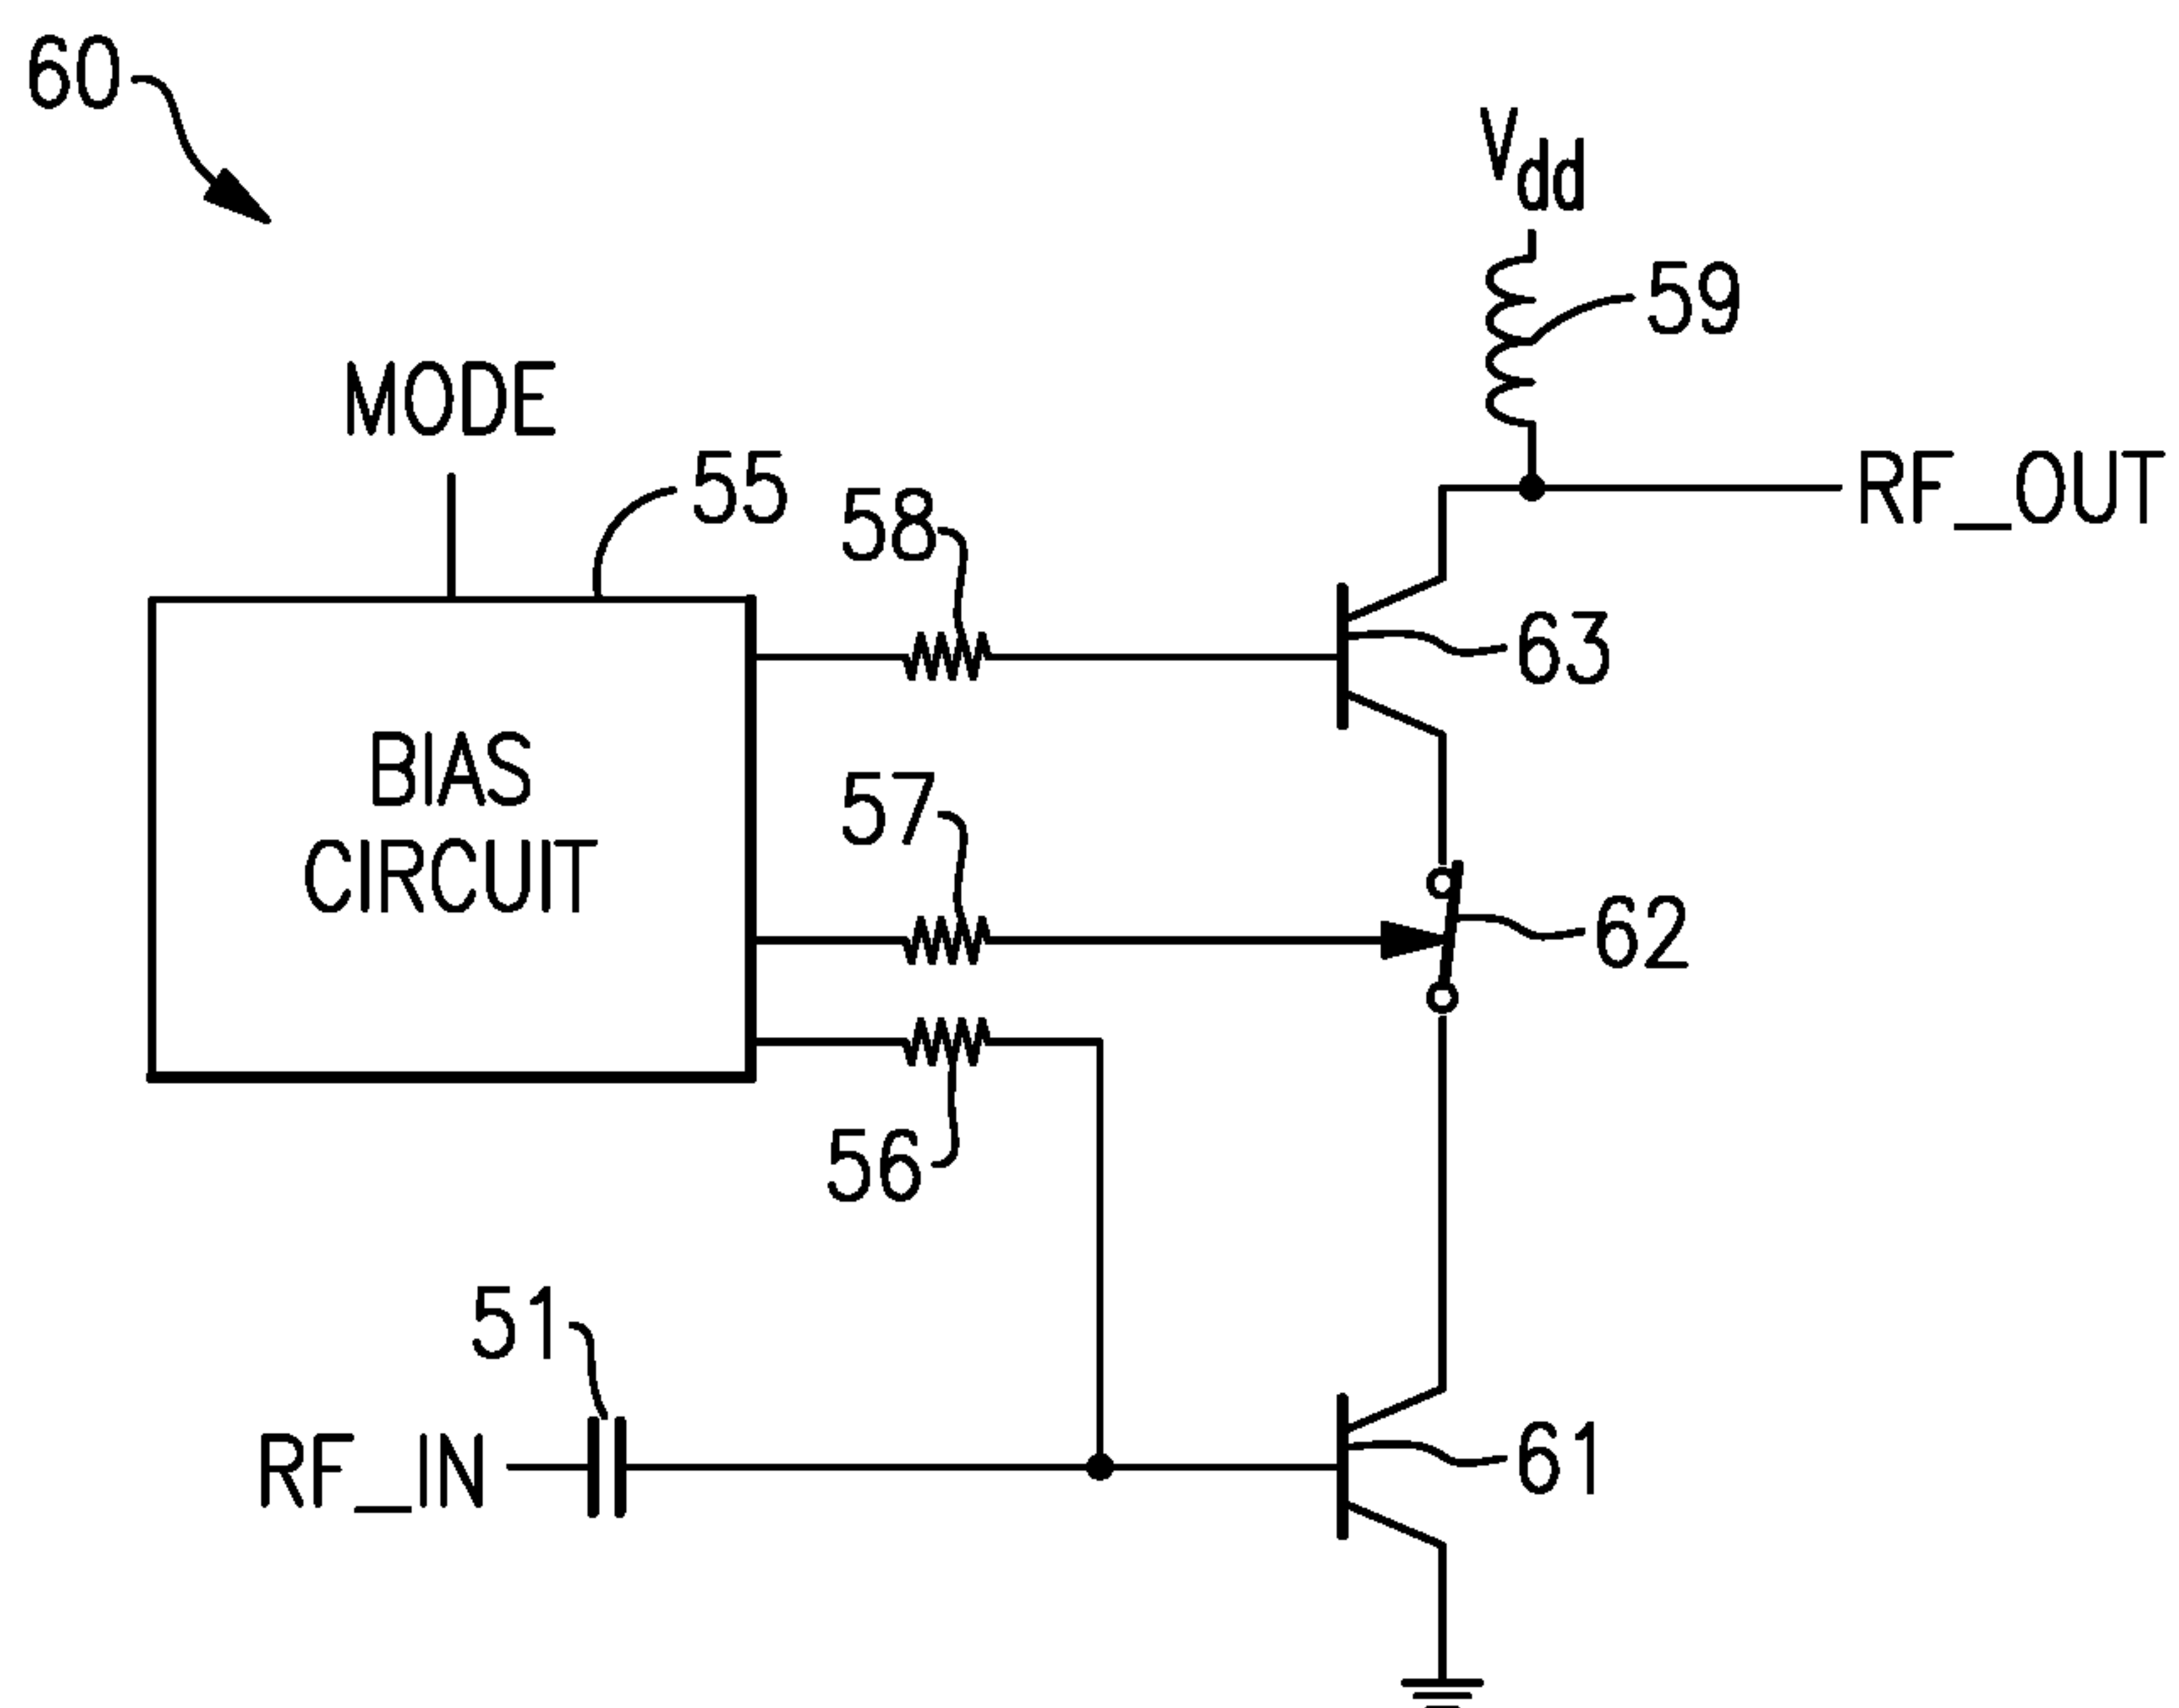 60
Vdd
59
MODE
55
58
RF_OUT
63
BIAS
CIRCUIT
57
62
56
51
RF_IN
61